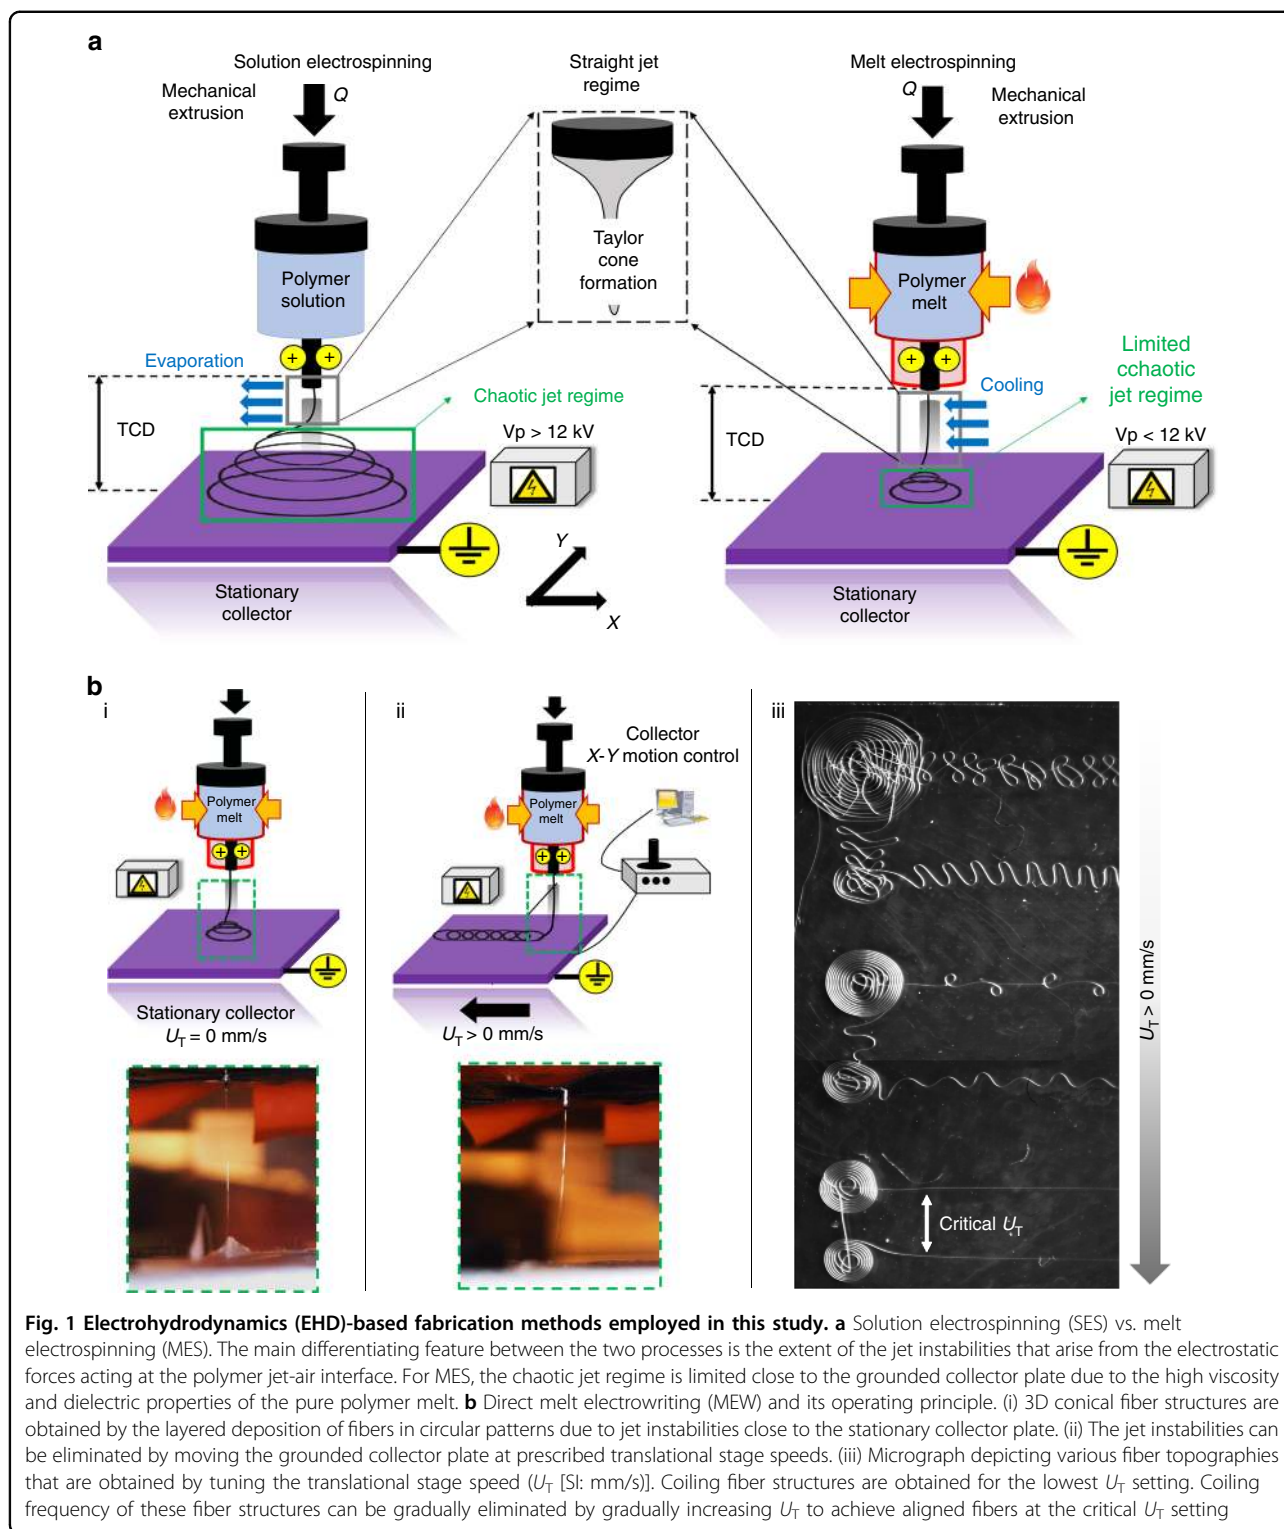 a
Solution electrospinning
Mechanical
extrusion
Q
Straight jet
regime
Melt electrospinning
Q
Mechanical
extrusion
Polymer
solution
Taylor
cone
formation
Polymer
melt
+ +
+ +
Evaporation
TCD
Chaotic jet regime
Vp > 12 kV
Cooling
TCD
Limited
cchaotic
jet regime
Vp < 12 kV
Stationary
collector
Y
X
Stationary
collector
b
i
Polymer
melt
+ +
Stationary collector
U_T = 0 mm/s
ii
Collector
X-Y motion control
Polymer
melt
+ +
U_T > 0 mm/s
iii
Critical U_T
U_T > 0 mm/s
Fig. 1 Electrohydrodynamics (EHD)-based fabrication methods employed in this study. a Solution electrospinning (SES) vs. melt
electrospinning (MES). The main differentiating feature between the two processes is the extent of the jet instabilities that arise from the electrostatic
forces acting at the polymer jet-air interface. For MES, the chaotic jet regime is limited close to the grounded collector plate due to the high viscosity
and dielectric properties of the pure polymer melt. b Direct melt electrowriting (MEW) and its operating principle. (i) 3D conical fiber structures are
obtained by the layered deposition of fibers in circular patterns due to jet instabilities close to the stationary collector plate. (ii) The jet instabilities can
be eliminated by moving the grounded collector plate at prescribed translational stage speeds. (iii) Micrograph depicting various fiber topographies
that are obtained by tuning the translational stage speed (U_T [SI: mm/s)]. Coiling fiber structures are obtained for the lowest U_T setting. Coiling
frequency of these fiber structures can be gradually eliminated by gradually increasing U_T to achieve aligned fibers at the critical U_T setting